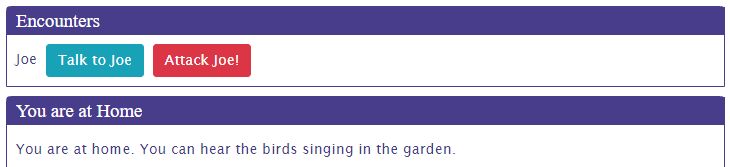 Encounters
Joe Talk to Joe Attack Joe!
You are at Home
You are at home. You can hear the birds singing in the garden.